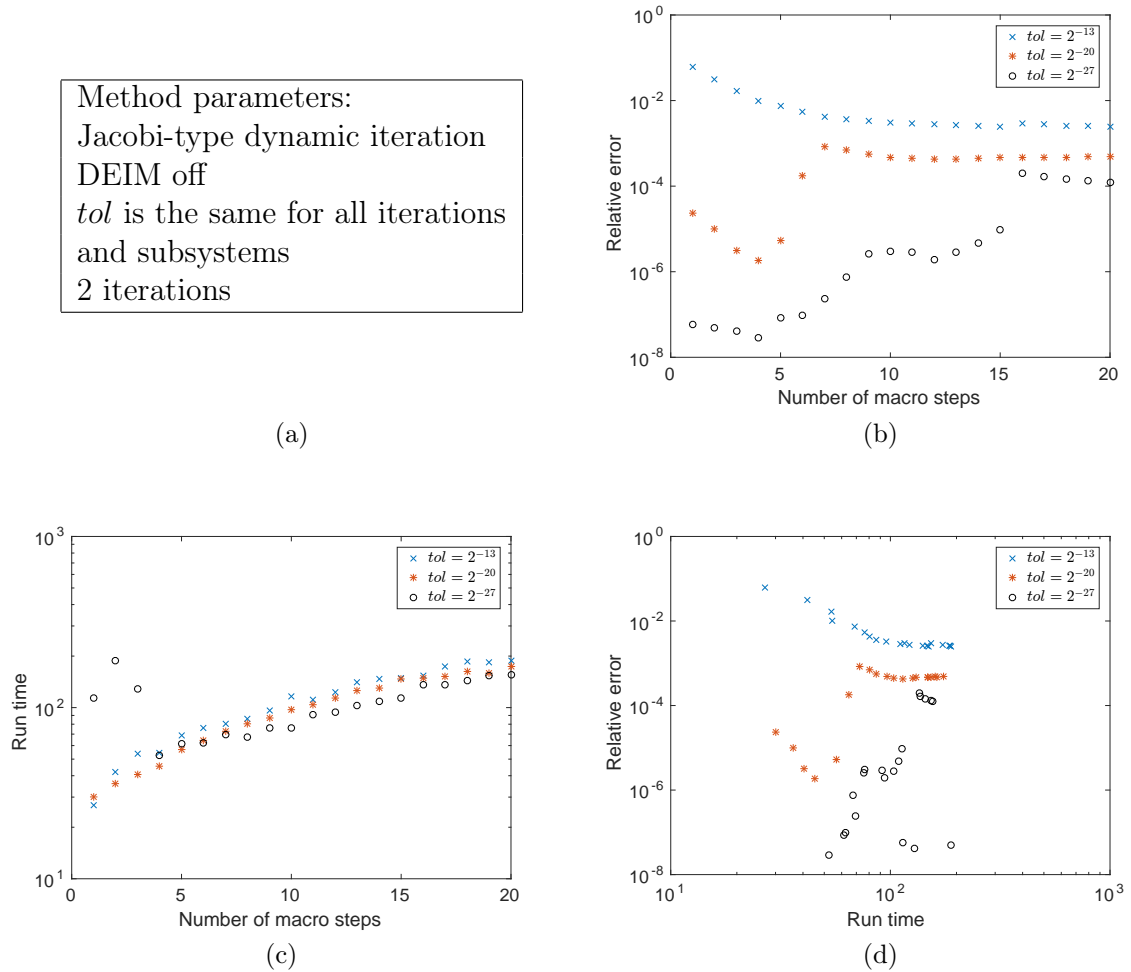 Method parameters:
Jacobi-type dynamic iteration
DEIM off
tol is the same for all iterations
and subsystems
2 iterations
(a)
10^0
10^-2
10^-4
10^-6
10^-8
Relative error
0 5 10 15 20
Number of macro steps
tol = 2^-13
tol = 2^-20
tol = 2^-27
(b)
10^3
10^2
10^1
Run time
0 5 10 15 20
Number of macro steps
tol = 2^-13
tol = 2^-20
tol = 2^-27
(c)
10^0
10^-2
10^-4
10^-6
10^-8
Relative error
10^1 10^2 10^3
Run time
tol = 2^-13
tol = 2^-20
tol = 2^-27
(d)